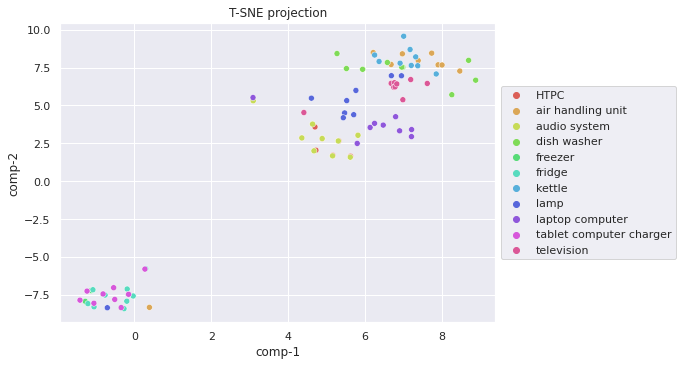 T-SNE projection
10.0
7.5
5.0
2.5
0.0
−2.5
−5.0
−7.5
comp-2
0
2
4
6
8
comp-1
HTPC
air handling unit
audio system
dish washer
freezer
fridge
kettle
lamp
laptop computer
tablet computer charger
television